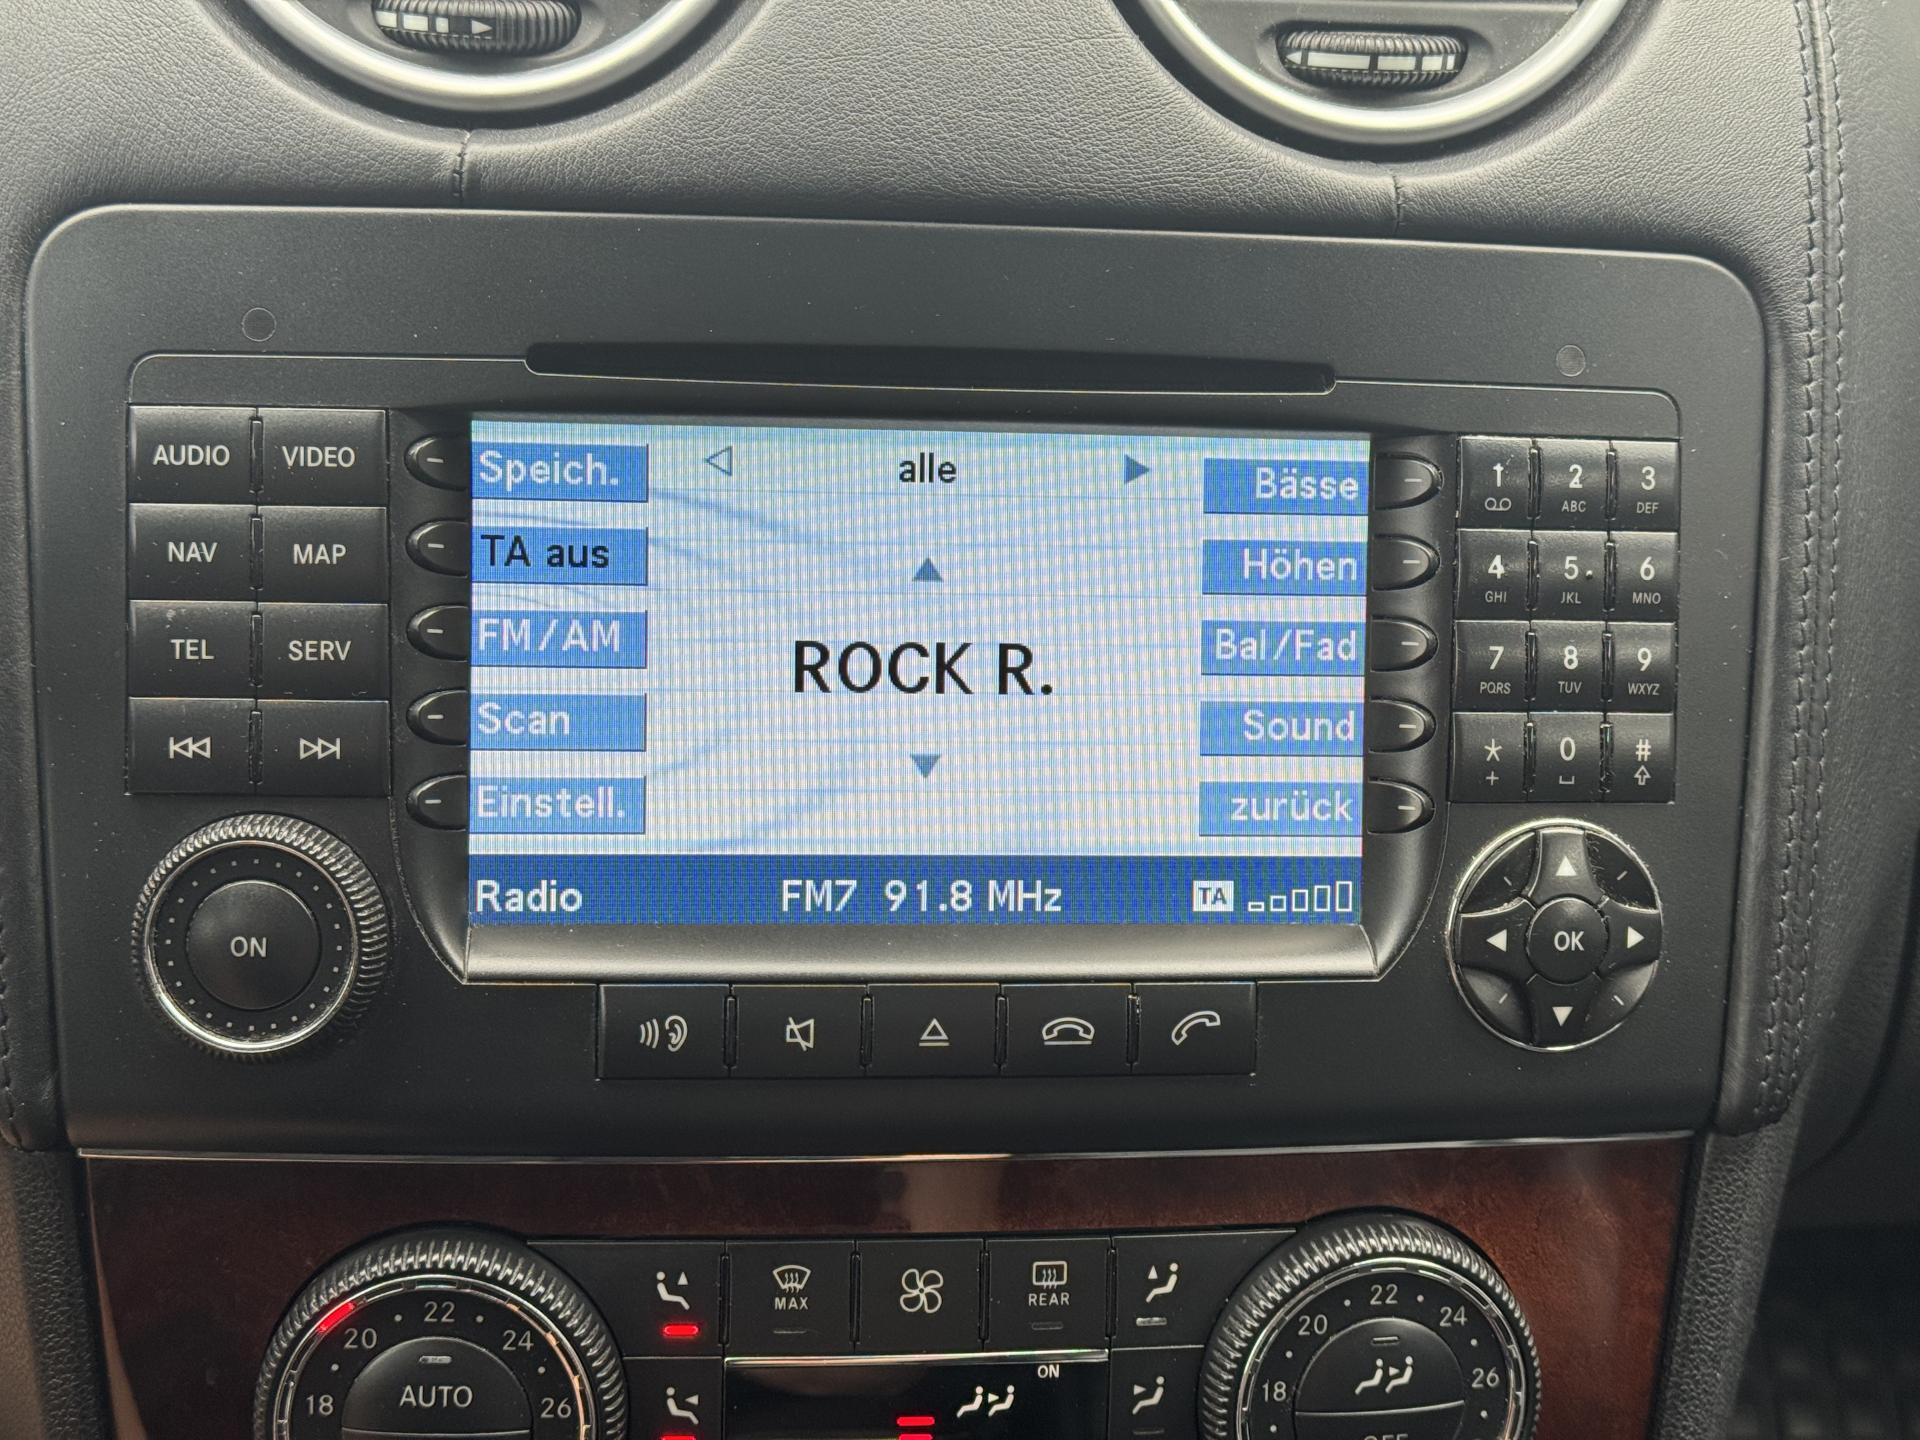 AUDIO VIDEO
NAV MAP
TEL SERV
ON
Speich.
TA aus
FM/AM
Scan
Einstell.
alle
ROCK R.
Bässe
Höhen
Bal/Fad
Sound
zurück
Radio FM7 91.8 MHz TA
1 2 3
ABC DEF
4 5 6
GHI JKL MNO
7 8 9
PQRS TUV WXYZ
* 0 #
+
OK
MAX REAR
20 22 24
18 AUTO 26
ON
20 22 24
18 26
OFF